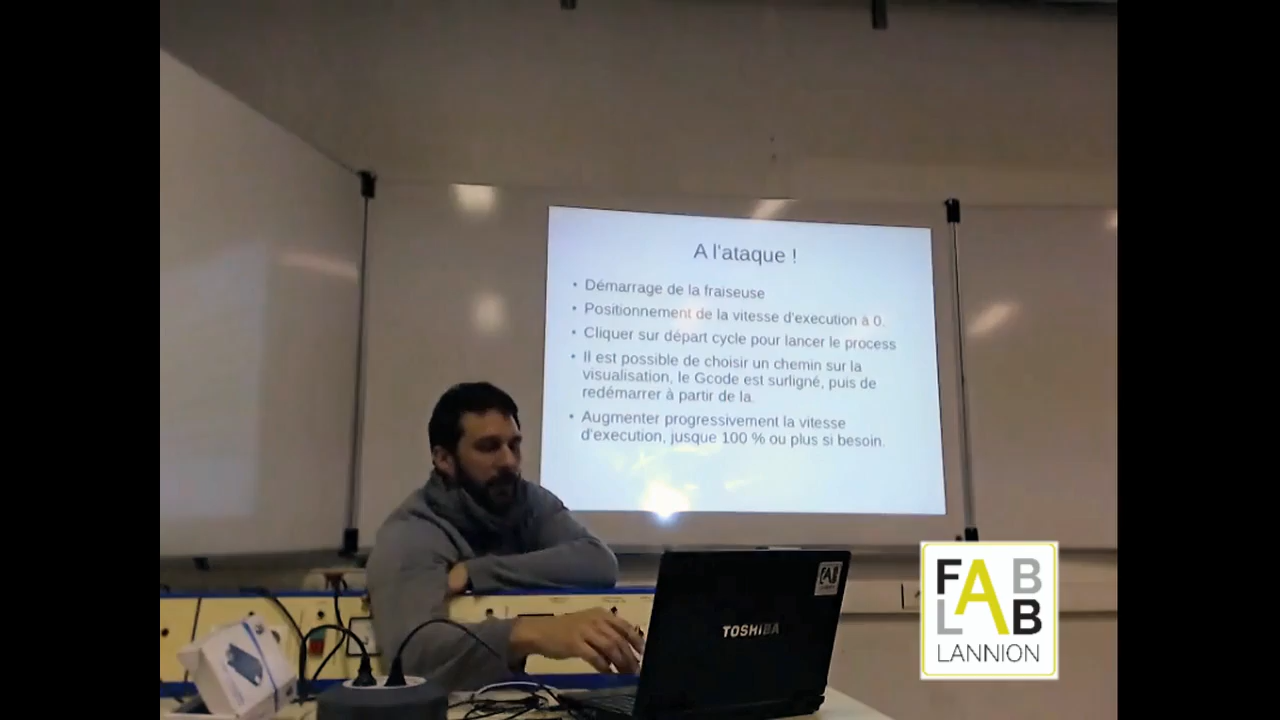 A l'ataque !
• Démarrage de la fraiseuse
• Positionnement de la vitesse d'execution à 0.
• Cliquer sur départ cycle pour lancer le process
• Il est possible de choisir un chemin sur la
visualisation, le Gcode est surligné, puis de
redémarrer à partir de la.
• Augmenter progressivement la vitesse
d'execution, jusque 100 % ou plus si besoin.
TOSHIBA
FAB
LAB
LANNION